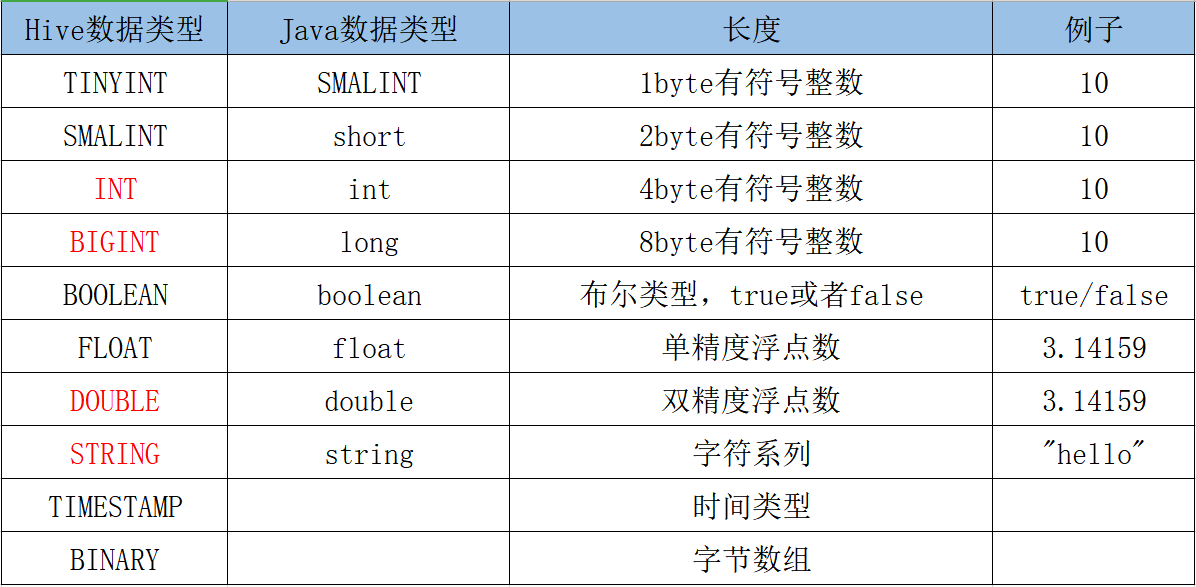 Hive数据类型 Java数据类型 长度 例子
TINYINT SMALINT 1byte有符号整数 10
SMALINT short 2byte有符号整数 10
INT int 4byte有符号整数 10
BIGINT long 8byte有符号整数 10
BOOLEAN boolean 布尔类型，true或者false true/false
FLOAT float 单精度浮点数 3.14159
DOUBLE double 双精度浮点数 3.14159
STRING string 字符系列 "hello"
TIMESTAMP 时间类型
BINARY 字节数组